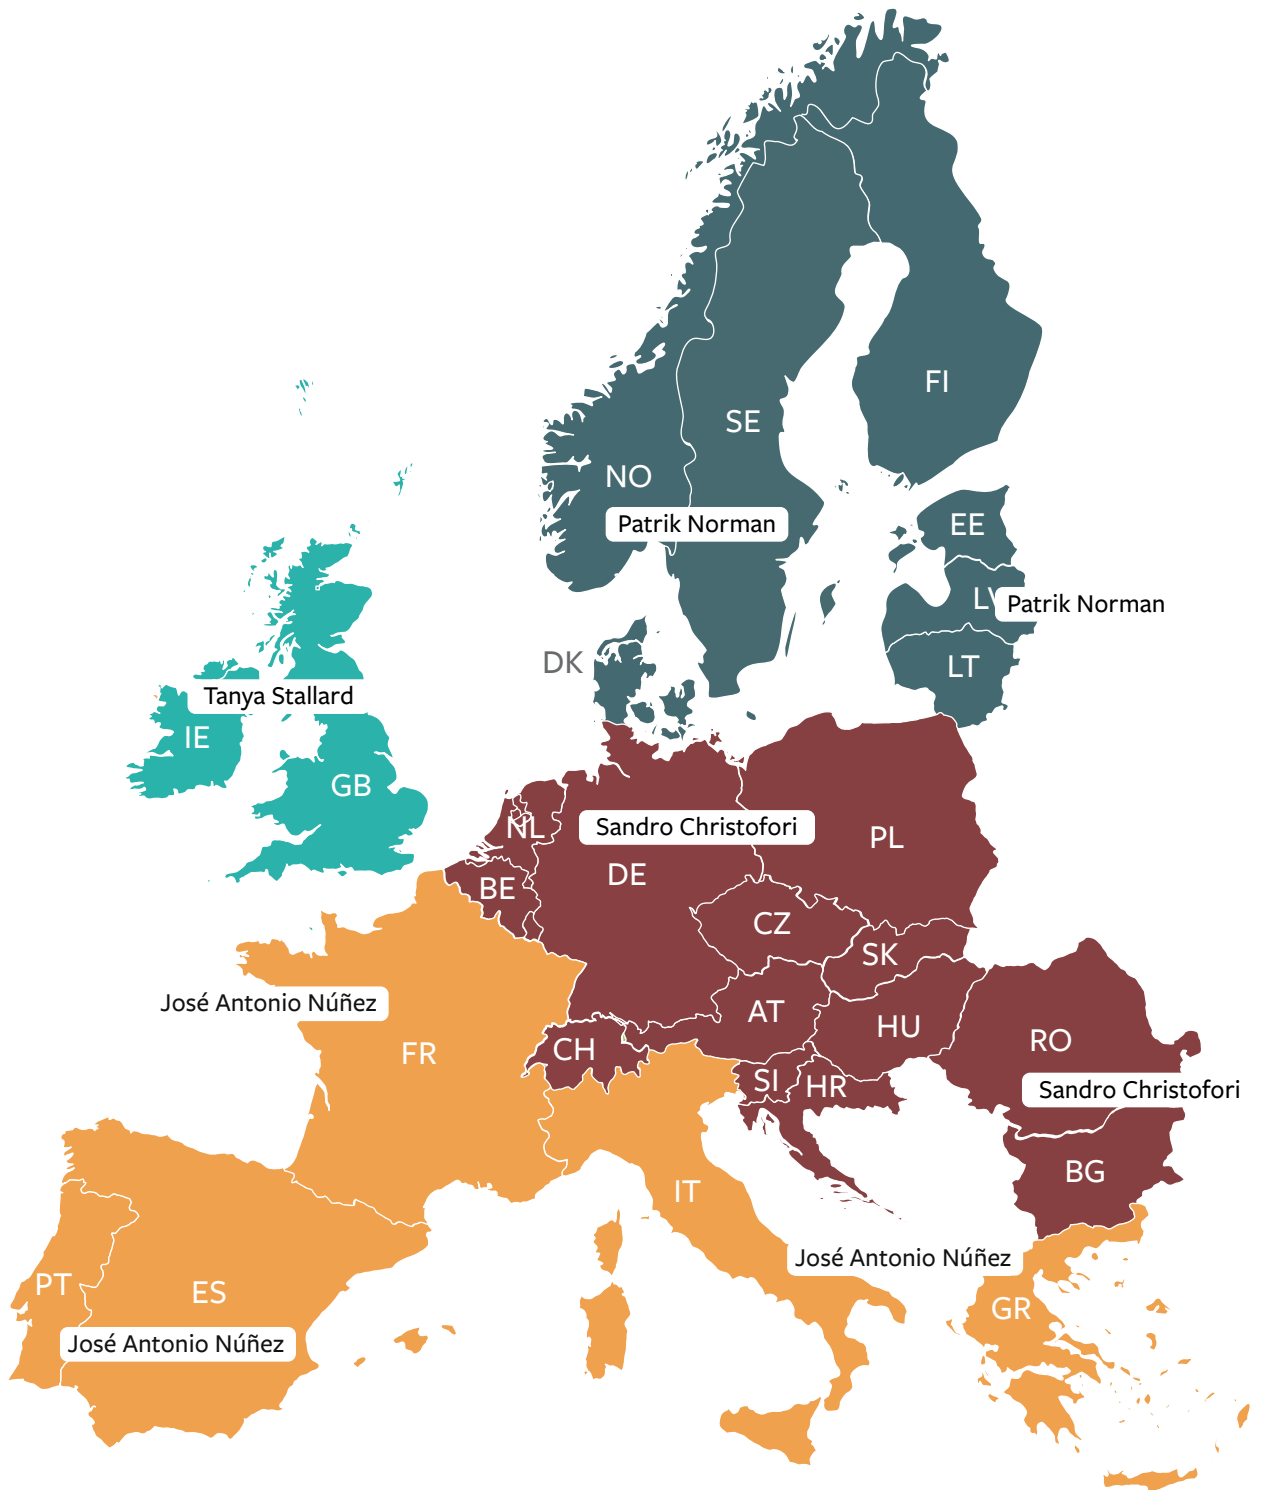 FI
SE
NO
Patrik Norman
EE
LV
Patrik Norman
DK
LT
Tanya Stallard
IE
GB
NL
Sandro Christofori
PL
DE
BE
CZ
SK
José Antonio Núñez
AT
HU
FR
CH
RO
SI
HR
Sandro Christofori
BG
IT
José Antonio Núñez
PT
ES
GR
José Antonio Núñez